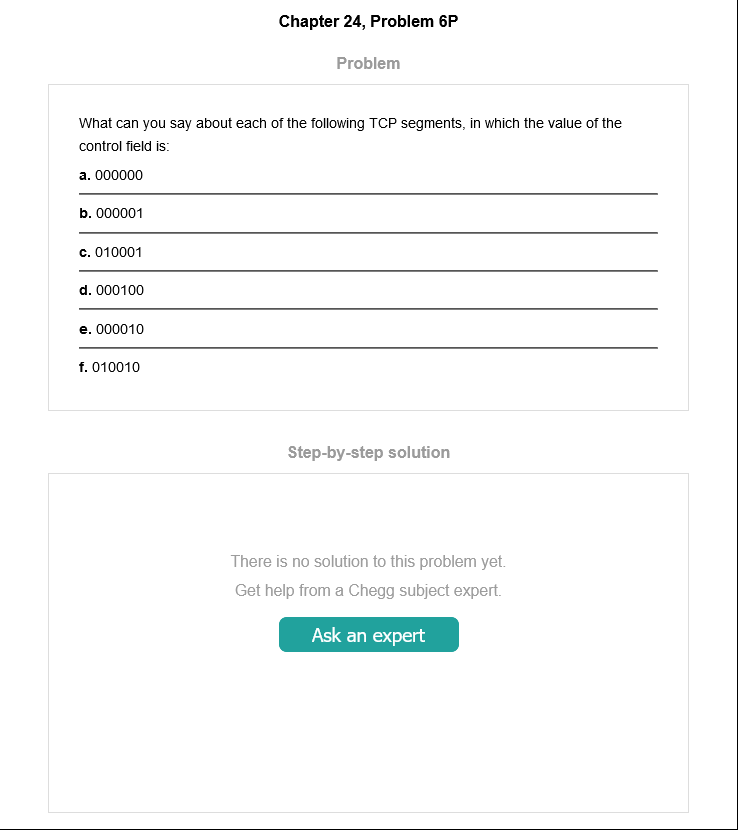 Chapter 24, Problem 6P
Problem
What can you say about each of the following TCP segments, in which the value of the
control field is:
a. 000000
b. 000001
c. 010001
d. 000100
e. 000010
f. 010010
Step-by-step solution
There is no solution to this problem yet.
Get help from a Chegg subject expert.
Ask an expert